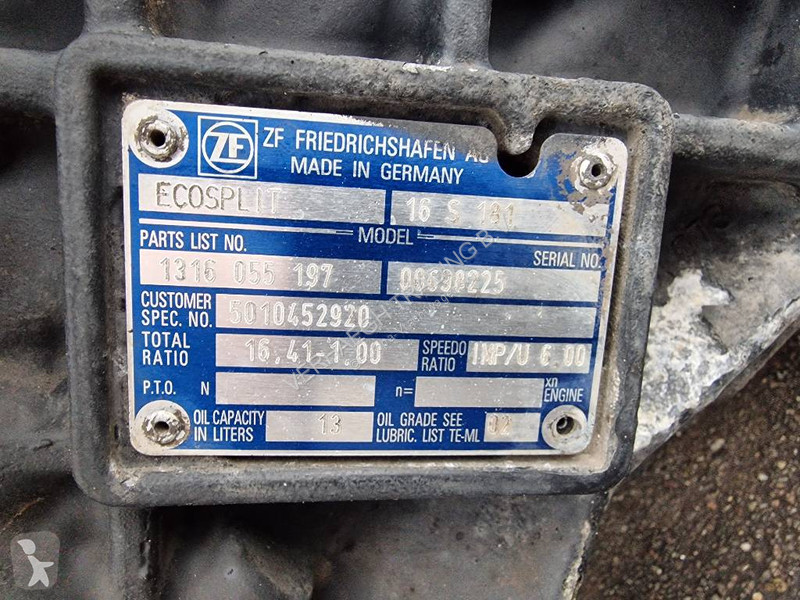 ZF ZF FRIEDRICHSHAFEN AG
MADE IN GERMANY
ECOSPLIT 16 S 181
MODEL
PARTS LIST NO. SERIAL NO.
1316 055 197
CUSTOMER SPEC. NO. 5010452920
TOTAL RATIO 16,41-1.00 SPEEDO RATIO IMP/U 6.00
P.T.O. N n= xn ENGINE
OIL CAPACITY IN LITERS 13 OIL GRADE SEE LUBRIC. LIST TE-ML 02